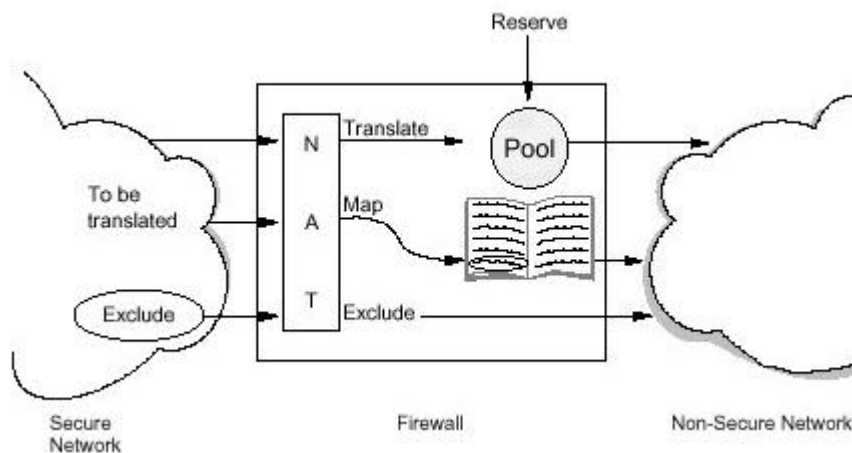 Reserve
N
Translate
Pool
To be
translated
A
Map
Exclude
T
Exclude
Secure
Network
Firewall
Non-Secure Network